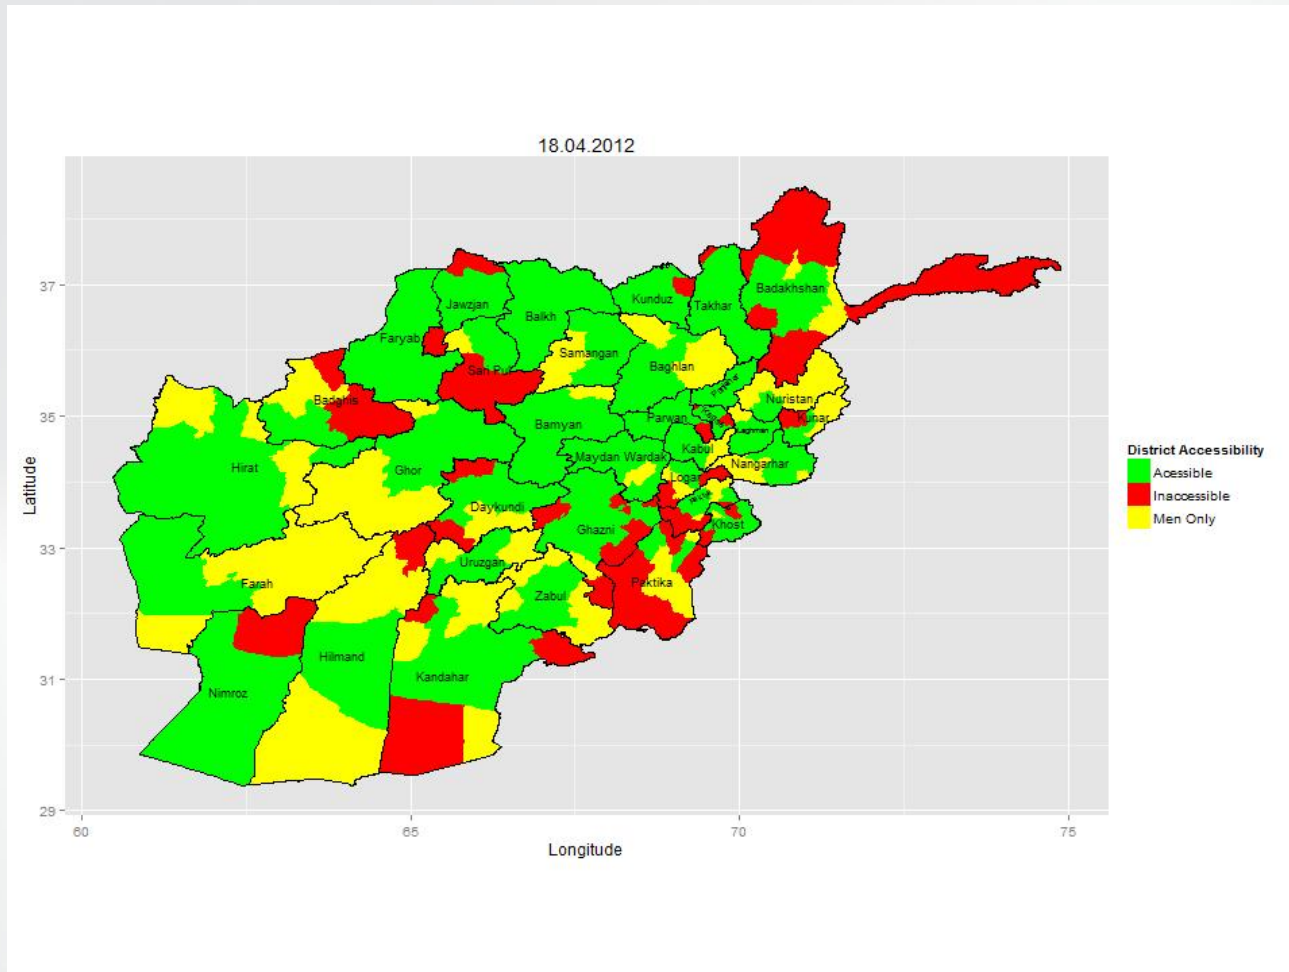 18.04.2012
Latitude
37
35
33
31
29
60
65
70
75
Longitude
Jawzjan
Balkh
Kunduz
Takhar
Badakhshan
Faryab
Samangan
Baghlan
Sari Pul
Badghis
Nuristan
Kunar
Bamyan
Parwan
Laghman
Kabul
Maydan Wardak
Nangarhar
Hirat
Ghor
Logar
Daykundi
Ghazni
Khost
Uruzgan
Paktika
Farah
Zabul
Hilmand
Kandahar
Nimroz
District Accessibility
Acessible
Inaccessible
Men Only